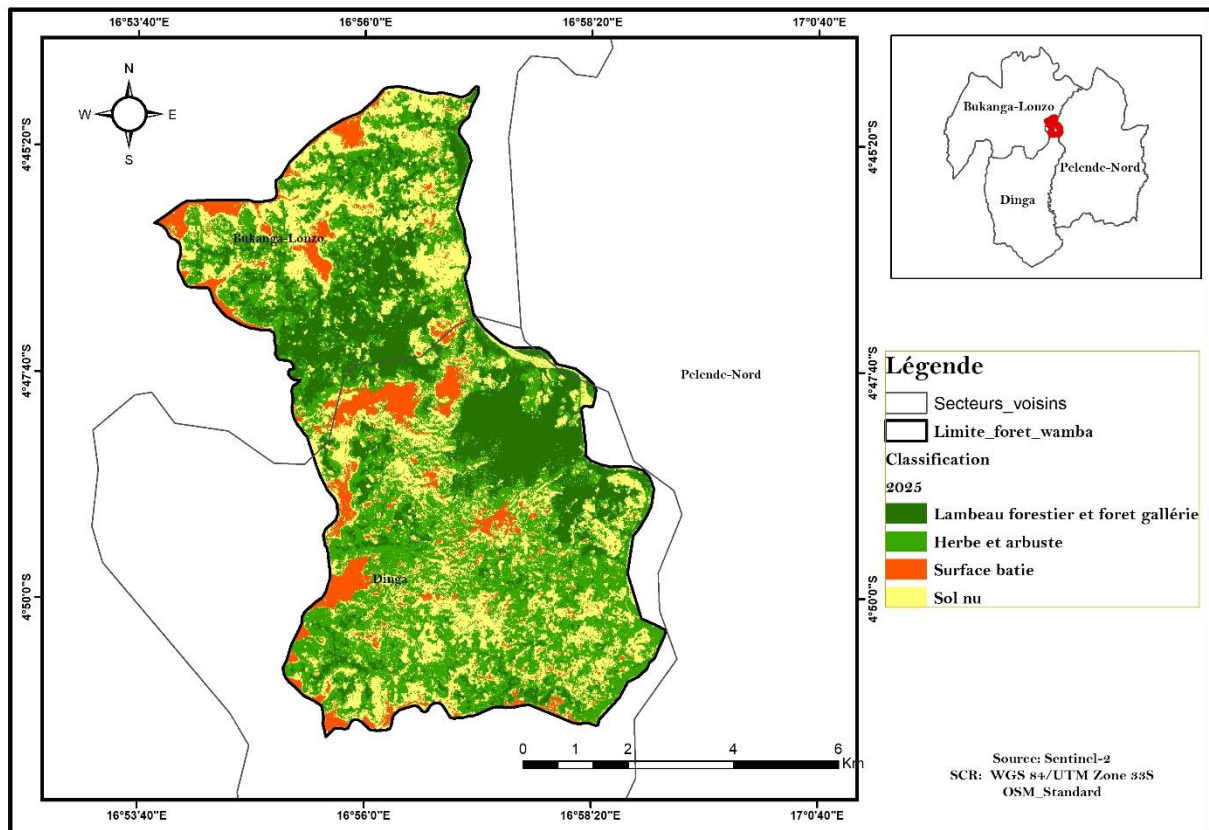 16°53'40"E 16°56'0"E 16°58'20"E 17°0'40"E
N
W E
S
4°45'20"S
4°47'40"S
4°50'0"S
Bukanga-Lonzo
Pelende-Nord
Dinga
0 1 2 4 6
Km
4°45'20"S
4°47'40"S
4°50'0"S
16°53'40"E 16°56'0"E 16°58'20"E 17°0'40"E
Bukanga-Lonzo
Pelende-Nord
Dinga
Légende
Secteurs_voisins
Limite_foret_wamba
Classification
2025
Lambeau forestier et foret gallérie
Herbe et arbuste
Surface batie
Sol nu
Source: Sentinel-2
SCR: WGS 84/UTM Zone 33S
OSM_Standard